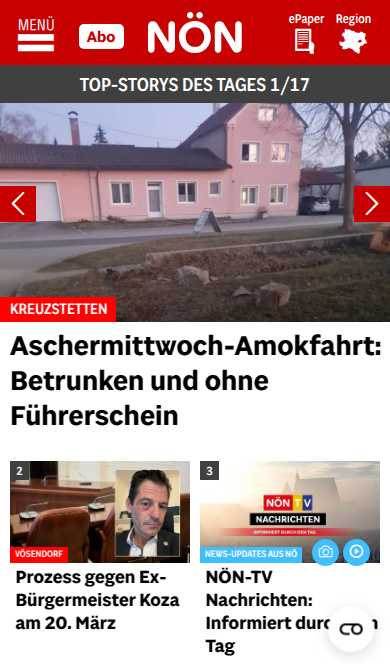 MENÜ
Abo
NÖN
ePaper
Region
TOP-STORYS DES TAGES 1/17
KREUZSTETTEN
Aschermittwoch-Amokfahrt:
Betrunken und ohne
Führerschein
2
VÖSENDORF
Prozess gegen Ex-
Bürgermeister Koza
am 20. März
3
NÖN TV
NACHRICHTEN
INFORMIERT DURCH DEN TAG
NEWS-UPDATES AUS NÖ
NÖN-TV
Nachrichten:
Informiert durch den
Tag